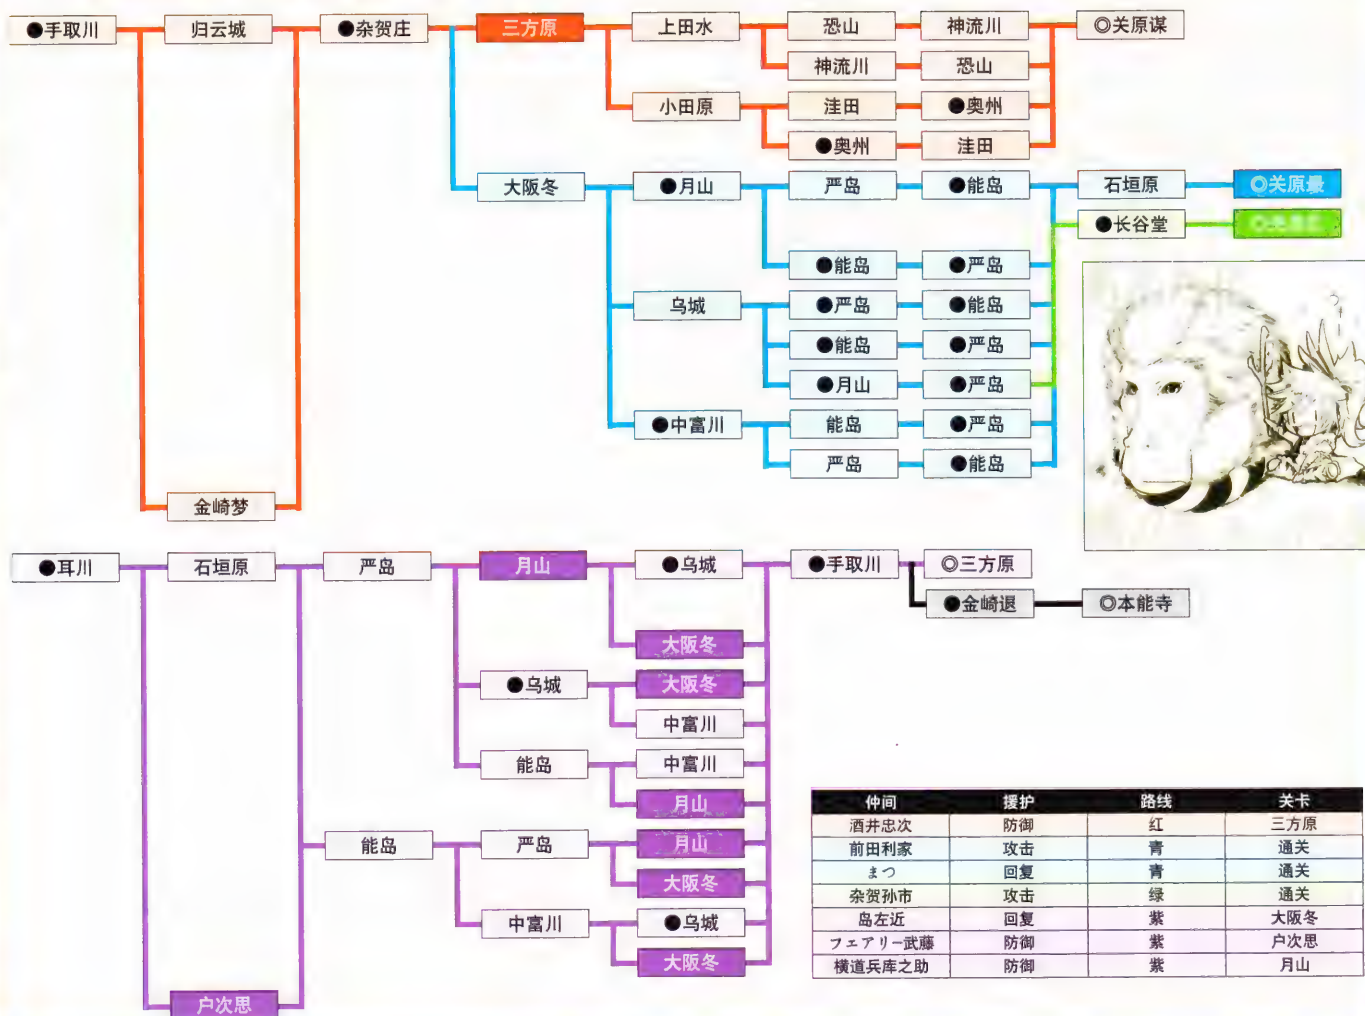 ●手取川 归云城 ●杂贺庄 三方原 上田水 恐山 神流川 ◎关原谋
神流川 恐山
小田原 洼田 ●奥州
●奥州 洼田
大阪冬 ●月山 严岛 ●能岛 石垣原 ◎关原最
●长谷堂
●能岛 ●严岛
乌城 ●严岛 ●能岛
●能岛 ●严岛
●月山 ●严岛
●中富川 能岛 ●严岛
严岛 ●能岛
金崎梦
●耳川 石垣原 严岛 月山 ●乌城 ●手取川 ◎三方原
●金崎退 ◎本能寺
大阪冬
●乌城 大阪冬
中富川
能岛 中富川
月山
能岛 严岛 月山
大阪冬
中富川 ●乌城
大阪冬
户次思
仲间 援护 路线 关卡
酒井忠次 防御 红 三方原
前田利家 攻击 青 通关
まつ 回复 青 通关
杂贺孙市 攻击 绿 通关
岛左近 回复 紫 大阪冬
フェアリー武藤 防御 紫 户次思
横道兵库之助 防御 紫 月山